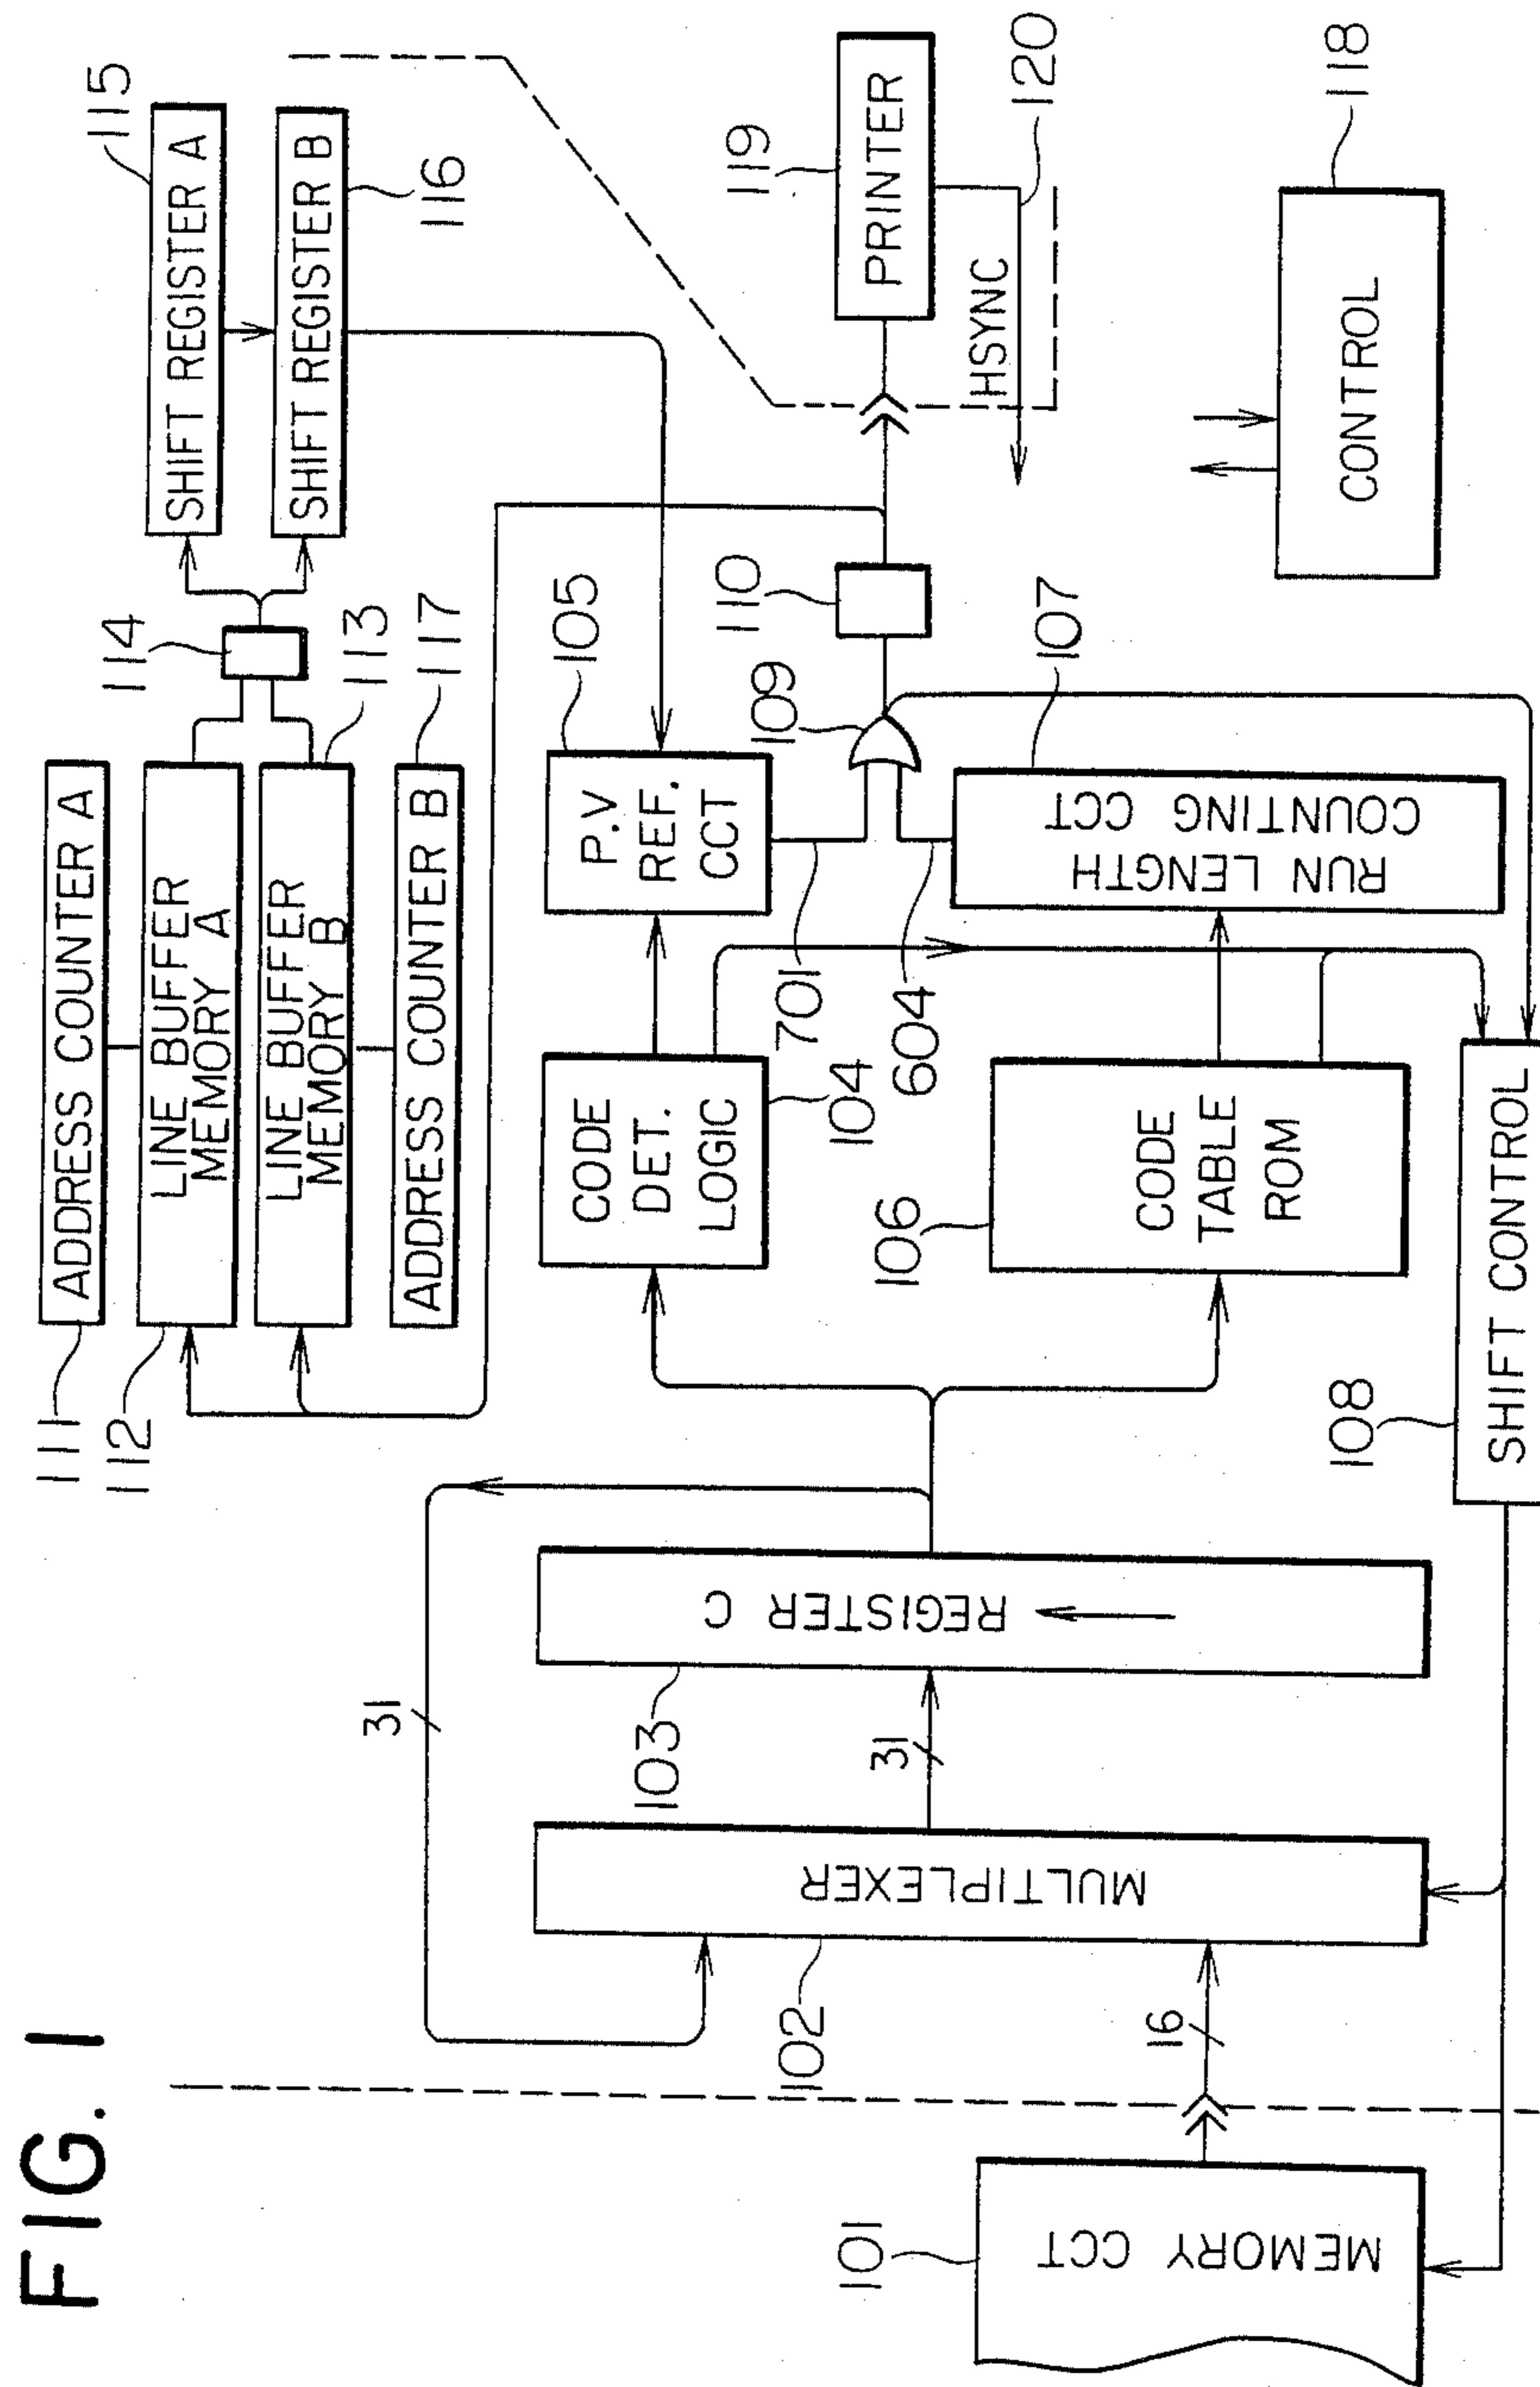 FIG. 1
111
ADDRESS COUNTER A
112
LINE BUFFER
MEMORY A
LINE BUFFER
MEMORY B
113
ADDRESS COUNTER B
117
114
SHIFT REGISTER A
115
SHIFT REGISTER B
116
31
103
REGISTER C
31
102
MULTIPLEXER
16
101
MEMORY CCT
CODE
DET.
LOGIC
104
P.V
REF.
CCT
105
701
604
109
110
119
PRINTER
HSYNC
120
106
CODE
TABLE
ROM
RUN LENGTH
COUNTING CCT
107
108
SHIFT CONTROL
CONTROL
118